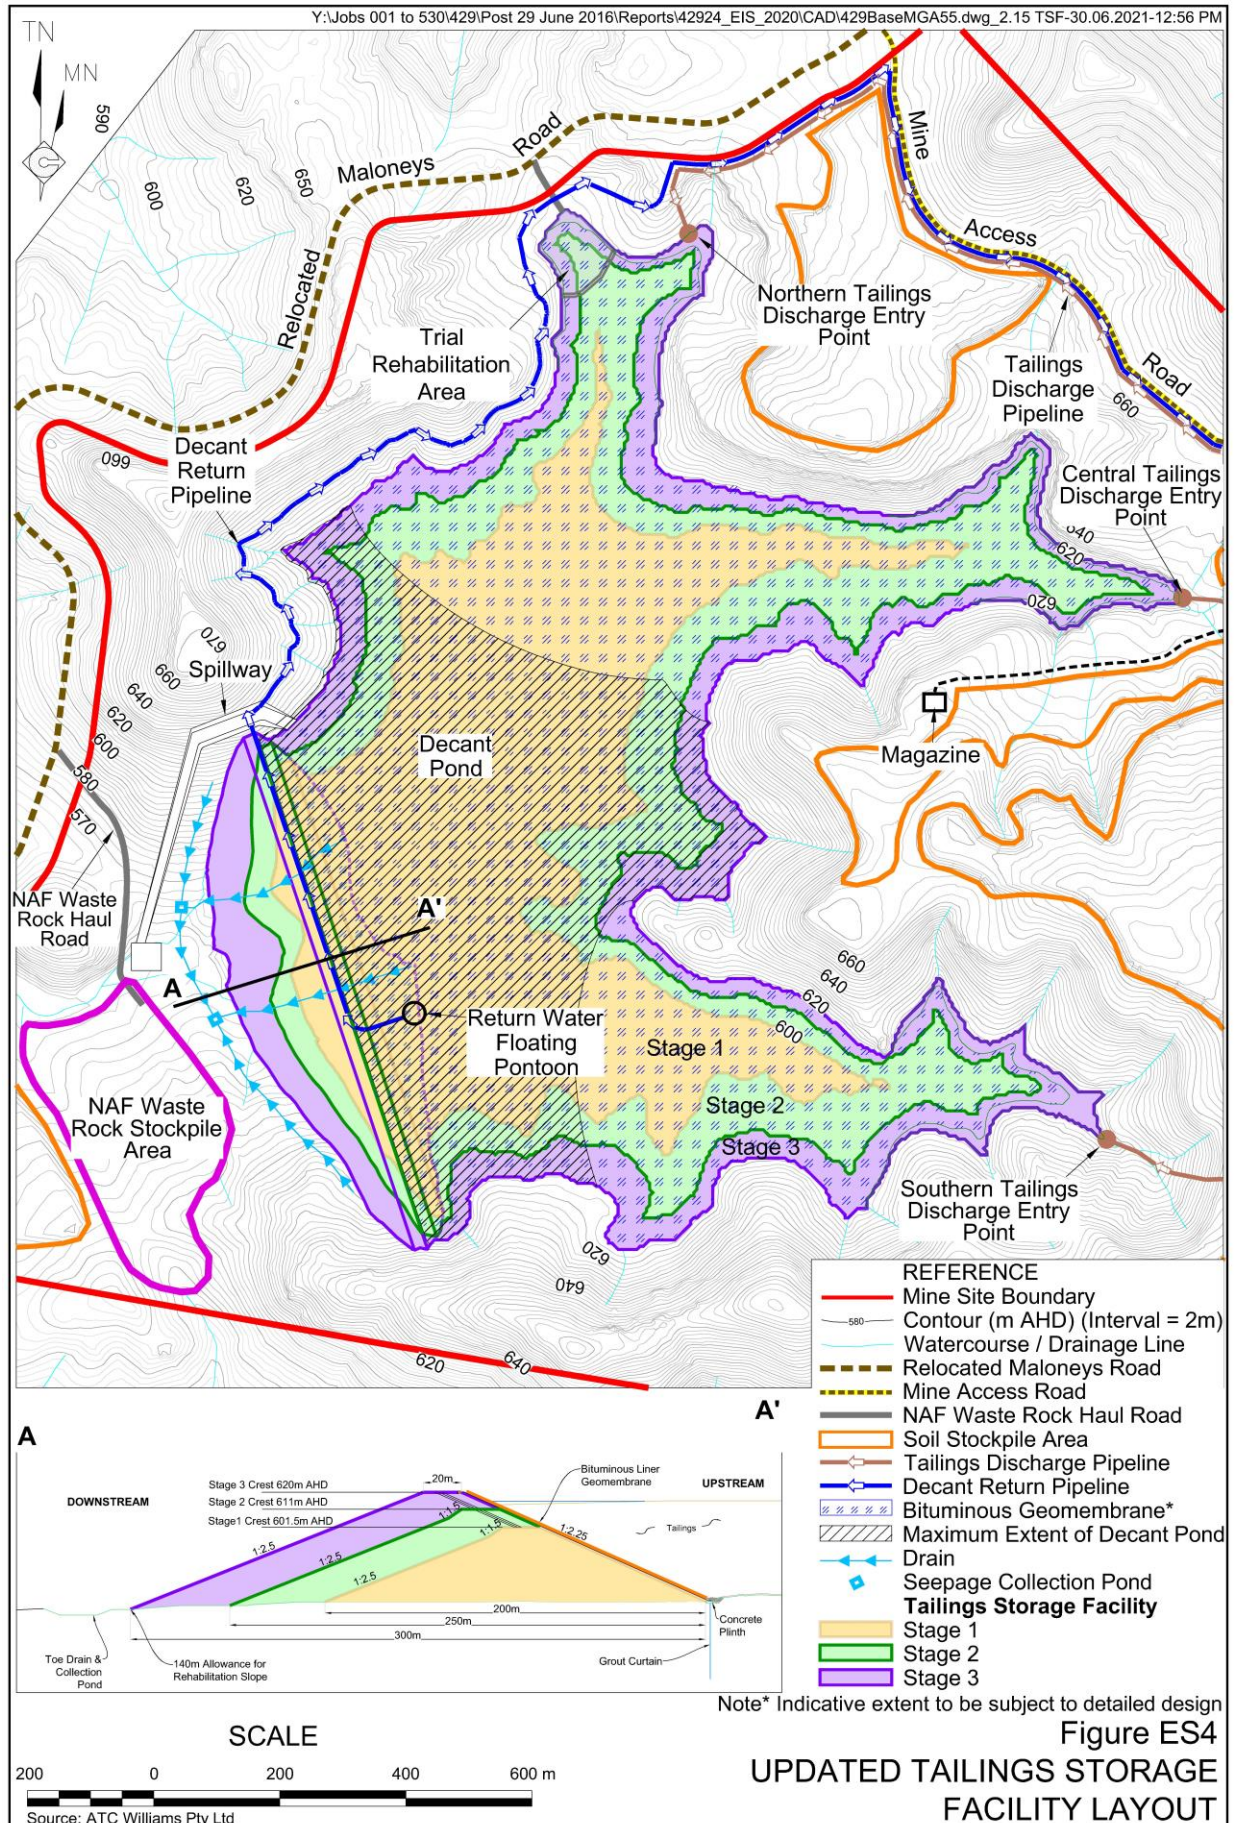 Y:\Jobs 001 to 530\429\Post 29 June 2016\Reports\42924_EIS_2020\CAD\429BaseMGA55.dwg_2.15 TSF-30.06.2021-12:56 PM
TN
MN
590
600
620
650
Maloneys
Road
Relocated
Mine
Access
Road
Northern Tailings
Discharge Entry
Point
Trial
Rehabilitation
Area
Tailings
Discharge
Pipeline
660
Decant
Return
Pipeline
660
Central Tailings
Discharge Entry
Point
640
620
620
670
Spillway
660
640
620
600
580
570
Decant
Pond
Magazine
NAF Waste
Rock Haul
Road
A'
A
660
640
620
600
Return Water
Floating
Pontoon
Stage 1
Stage 2
Stage 3
NAF Waste
Rock Stockpile
Area
Southern Tailings
Discharge Entry
Point
620
640
620
640
REFERENCE
Mine Site Boundary
580
Contour (m AHD) (Interval = 2m)
Watercourse / Drainage Line
Relocated Maloneys Road
Mine Access Road
NAF Waste Rock Haul Road
Soil Stockpile Area
Tailings Discharge Pipeline
Decant Return Pipeline
Bituminous Geomembrane*
Maximum Extent of Decant Pond
Drain
Seepage Collection Pond
Tailings Storage Facility
Stage 1
Stage 2
Stage 3
Note* Indicative extent to be subject to detailed design
A
A'
DOWNSTREAM
UPSTREAM
Stage 3 Crest 620m AHD
Stage 2 Crest 611m AHD
Stage1 Crest 601.5m AHD
20m
Bituminous Liner
Geomembrane
1:1.5
1:1.5
1:2.25
Tailings
1:2.5
1:2.5
1:2.5
200m
250m
300m
Concrete
Plinth
Toe Drain &
Collection
Pond
140m Allowance for
Rehabilitation Slope
Grout Curtain
SCALE
200 0 200 400 600 m
Source: ATC Williams Pty Ltd
Figure ES4
UPDATED TAILINGS STORAGE
FACILITY LAYOUT